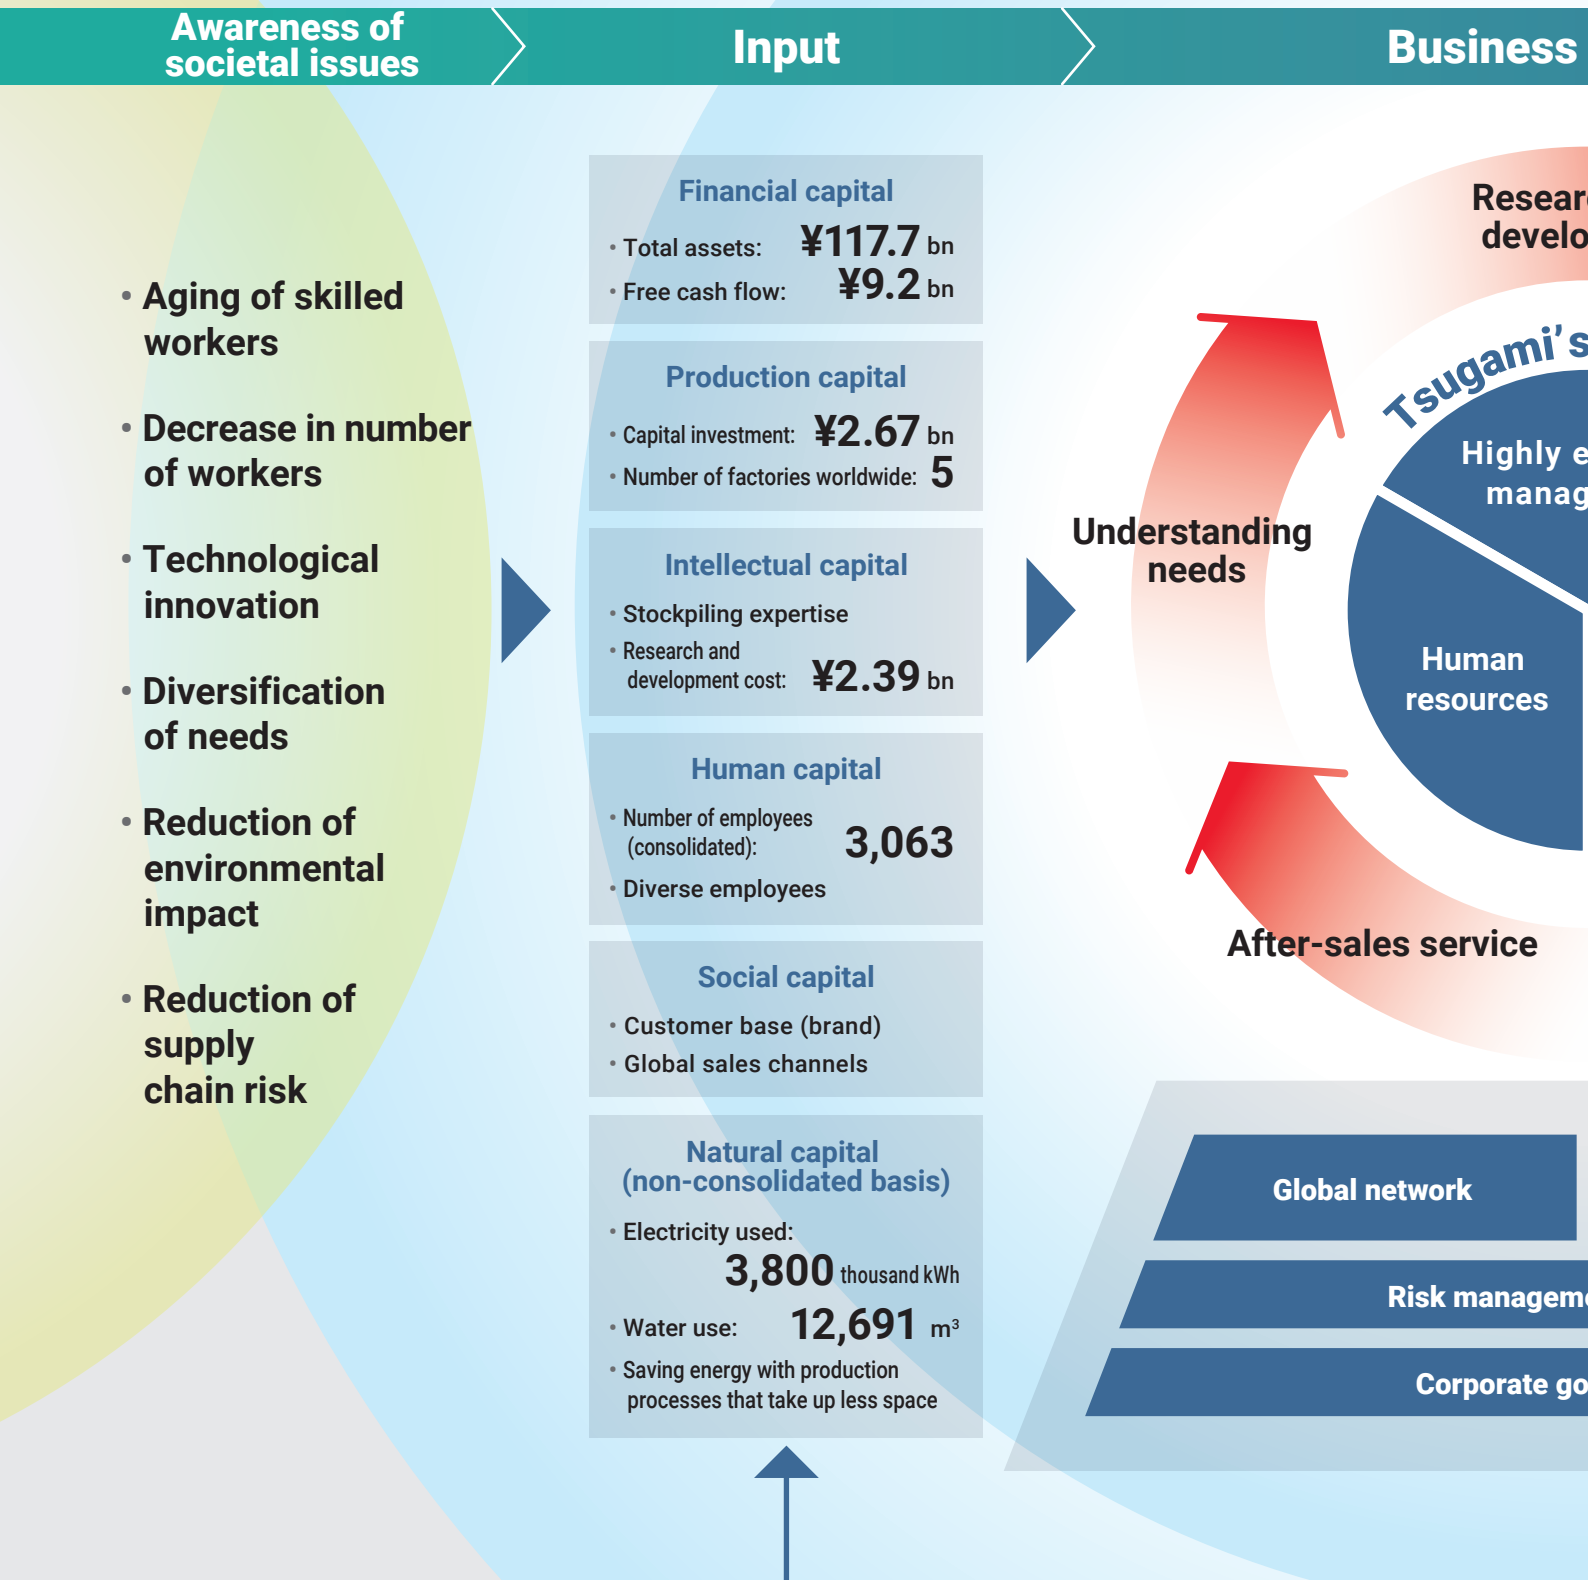 Awareness of
societal issues
Input
Business
• Aging of skilled
workers
• Decrease in number
of workers
• Technological
innovation
• Diversification
of needs
• Reduction of
environmental
impact
• Reduction of
supply
chain risk
Financial capital
• Total assets: ¥117.7 bn
• Free cash flow: ¥9.2 bn
Production capital
• Capital investment: ¥2.67 bn
• Number of factories worldwide: 5
Intellectual capital
• Stockpiling expertise
• Research and
development cost: ¥2.39 bn
Human capital
• Number of employees
(consolidated): 3,063
• Diverse employees
Social capital
• Customer base (brand)
• Global sales channels
Natural capital
(non-consolidated basis)
• Electricity used:
3,800 thousand kWh
• Water use: 12,691 m³
• Saving energy with production
processes that take up less space
Tsugami's
Highly
Understanding
needs
Human
resources
After-sales service
Global network
Risk
Corporate